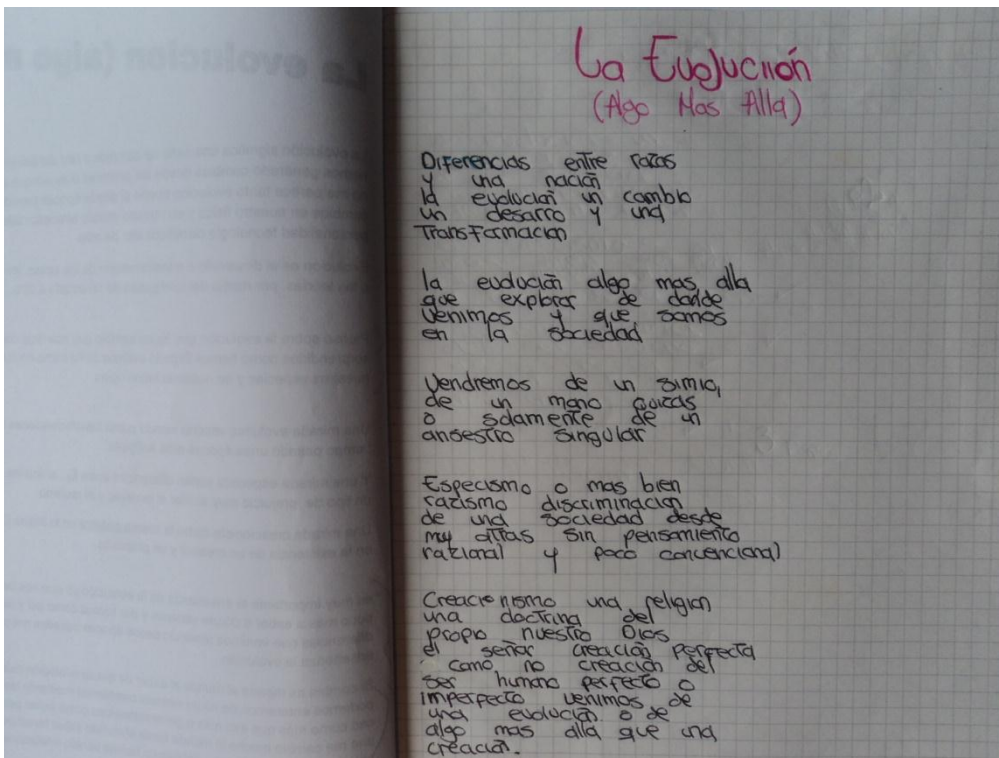 La Evolución
(Algo Mas Alla)
Diferencias entre razas
y una nación
la evolución un cambio
un desarro y una
Transformacion
la evolución algo mas alla
que explorar de donde
venimos y que somos
en la sociedad
Vendremos de un simio,
de un mono quizas
o solamente de un
ansestro singular
Especismo o mas bien
razismo discriminacion
de una sociedad desde
muy attras sin pensamiento
razional y poco concencional
Creacionismo una religion
una doctrina del
propio nuestro Dios
el señor creación perfecta
como no creación del
ser humano perfecto o
imperfecto venimos de
una evolución o de
algo mas alla que una
creación.